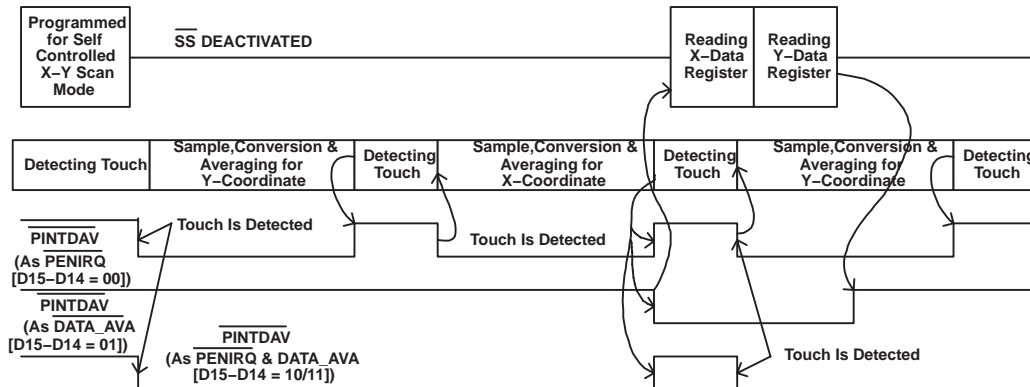 Programmed
for Self
Controlled
X−Y Scan
Mode
SS DEACTIVATED
Reading
X−Data
Register
Reading
Y−Data
Register
Detecting Touch
Sample,Conversion &
Averaging for
Y−Coordinate
Detecting
Touch
Sample,Conversion &
Averaging for
X−Coordinate
Detecting
Touch
Sample,Conversion &
Averaging for
Y−Coordinate
Detecting
Touch
PINTDAV
(As PENIRQ
[D15−D14 = 00])
Touch Is Detected
Touch Is Detected
PINTDAV
(As DATA_AVA
[D15−D14 = 01])
PINTDAV
(As PENIRQ & DATA_AVA
[D15−D14 = 10/11])
Touch Is Detected